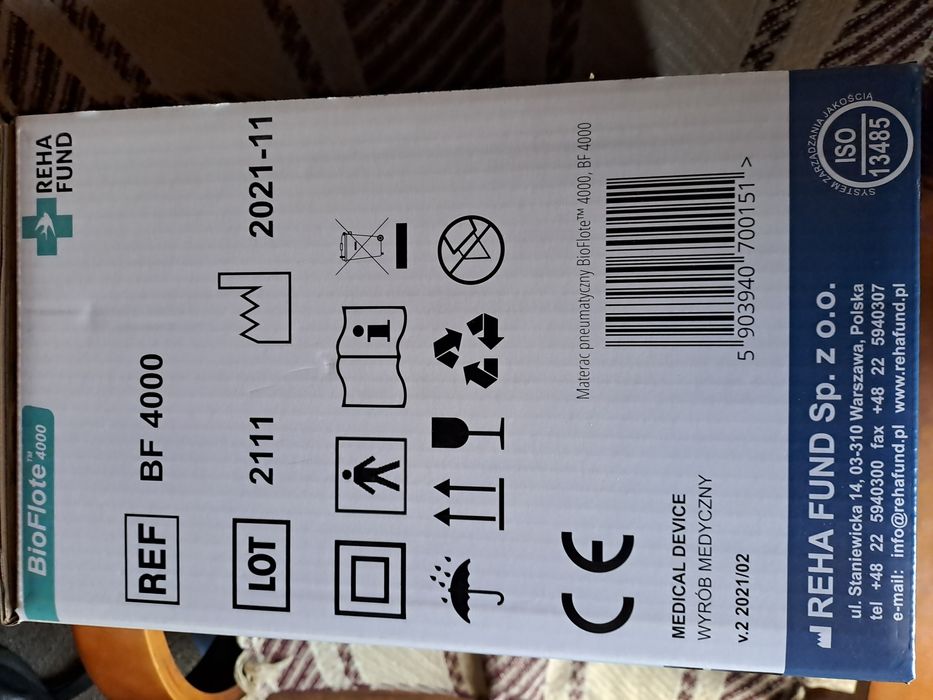 BioFlote™ 4000
REHA
FUND
REF BF 4000
LOT 2111 2021-11
CE
Materac pneumatyczny BioFlote™ 4000, BF 4000
5 903940 700151 >
MEDICAL DEVICE
WYRÓB MEDYCZNY
v.2 2021/02
REHA FUND Sp. z o.o.
ul. Staniewicka 14, 03-310 Warszawa, Polska
tel +48 22 5940300 fax +48 22 5940307
e-mail: info@rehafund.pl www.rehafund.pl
SYSTEM ZARZĄDZANIA JAKOŚCIĄ
ISO
13485